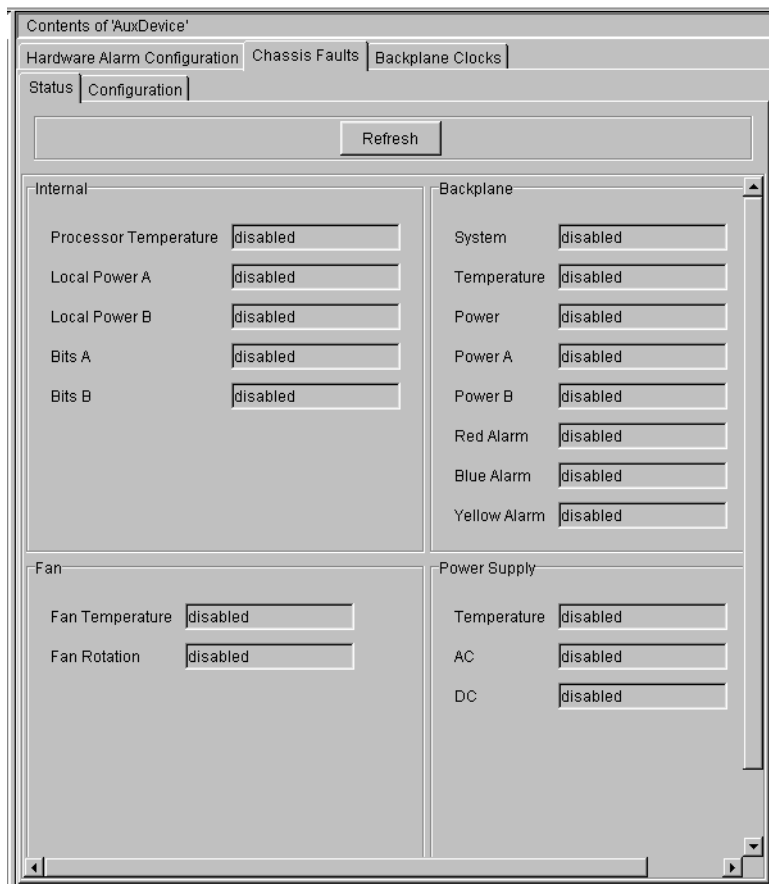 Contents of 'AuxDevice'
Hardware Alarm Configuration Chassis Faults Backplane Clocks
Status Configuration
Refresh
Internal
Processor Temperature disabled
Local Power A disabled
Local Power B disabled
Bits A disabled
Bits B disabled
Backplane
System disabled
Temperature disabled
Power disabled
Power A disabled
Power B disabled
Red Alarm disabled
Blue Alarm disabled
Yellow Alarm disabled
Fan
Fan Temperature disabled
Fan Rotation disabled
Power Supply
Temperature disabled
AC disabled
DC disabled